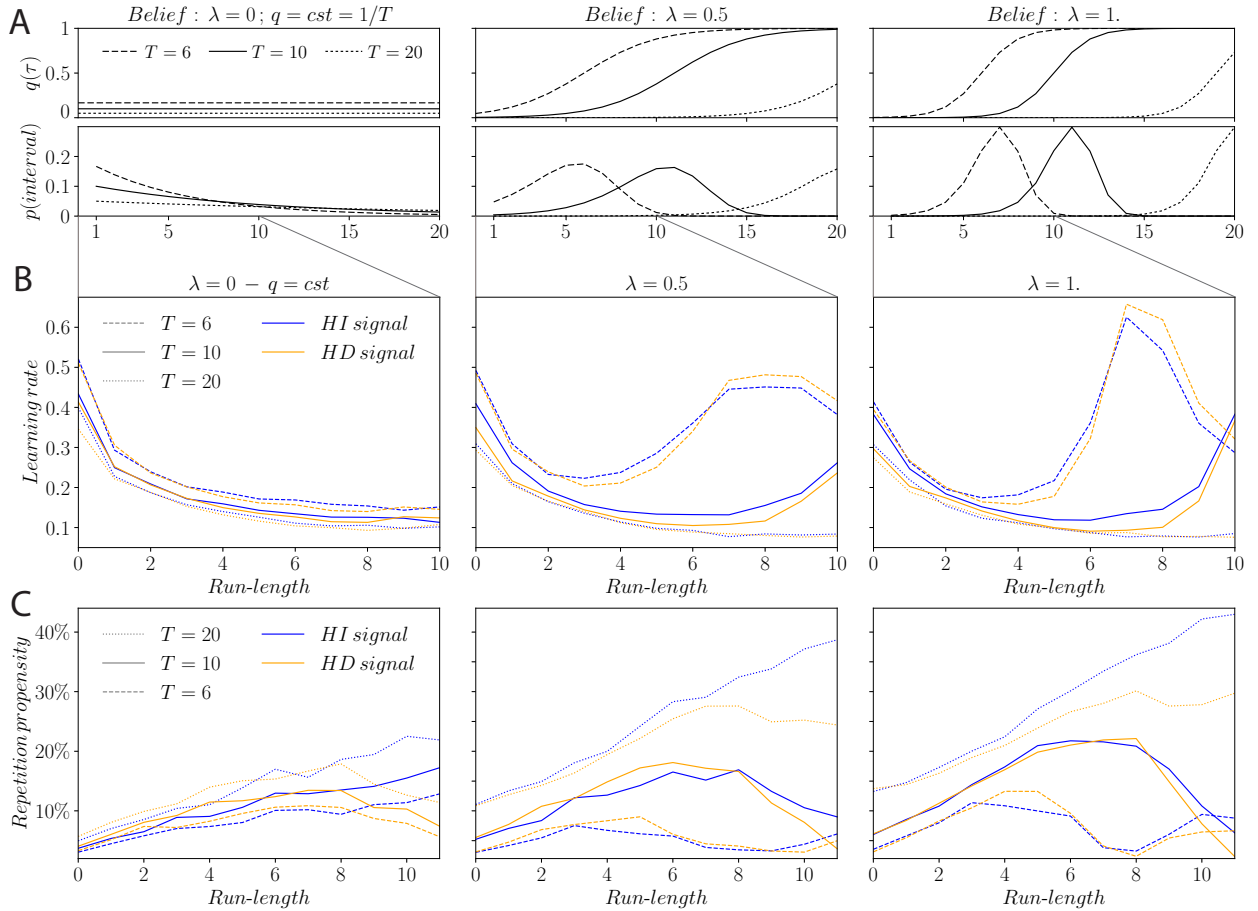 A
Belief : λ = 0 ; q = cst = 1/T
Belief : λ = 0.5
Belief : λ = 1.
q(τ)
1
0.5
0
T = 6
T = 10
T = 20
p(interval)
0.2
0.1
0
1 5 10 15 20
1 5 10 15 20
1 5 10 15 20
B
λ = 0 − q = cst
λ = 0.5
λ = 1.
Learning rate
0.6
0.5
0.4
0.3
0.2
0.1
T = 6
T = 10
T = 20
HI signal
HD signal
0 2 4 6 8 10
0 2 4 6 8 10
0 2 4 6 8 10
Run-length
Run-length
Run-length
C
Repetition propensity
40%
30%
20%
10%
T = 20
T = 10
T = 6
HI signal
HD signal
0 2 4 6 8 10
0 2 4 6 8 10
0 2 4 6 8 10
Run-length
Run-length
Run-length